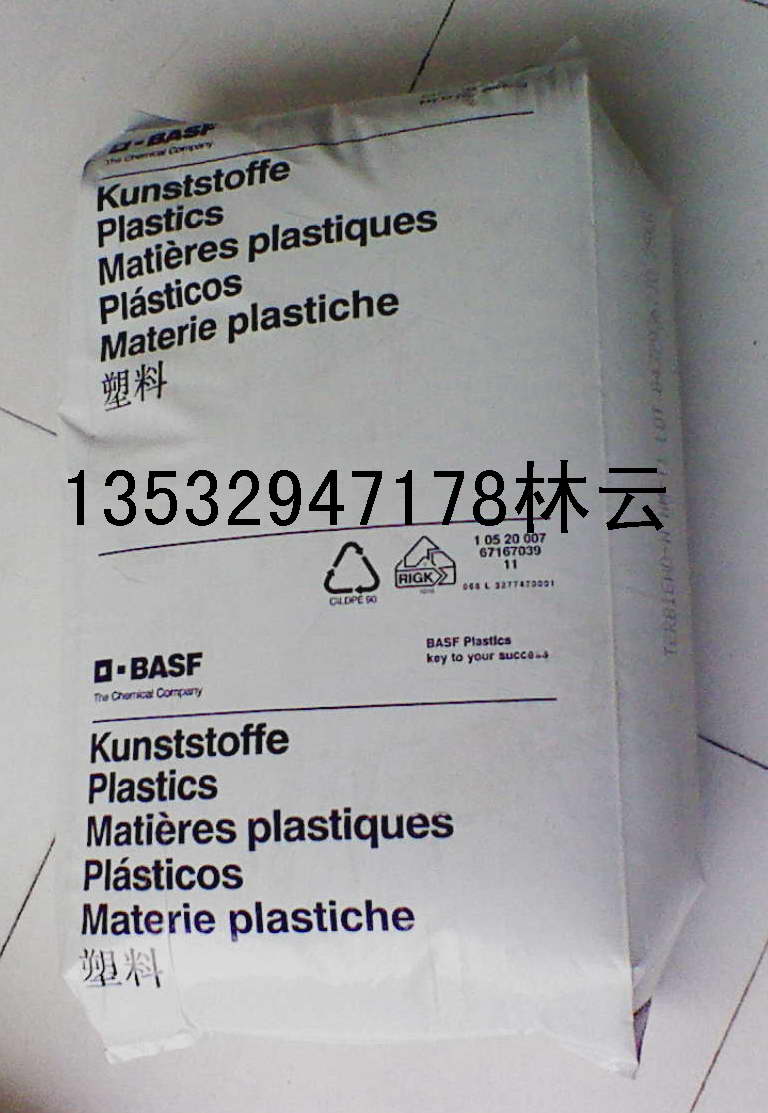 BASF
The Chemical Company
Kunststoffe
Plastics
Matières plastiques
Plásticos
Materie plastiche
塑料
13532947178林云
1 05 20 007
67167039
11
RIGK
BASF
The Chemical Company
BASF Plastics
key to your success
Kunststoffe
Plastics
Matières plastiques
Plásticos
Materie plastiche
塑料